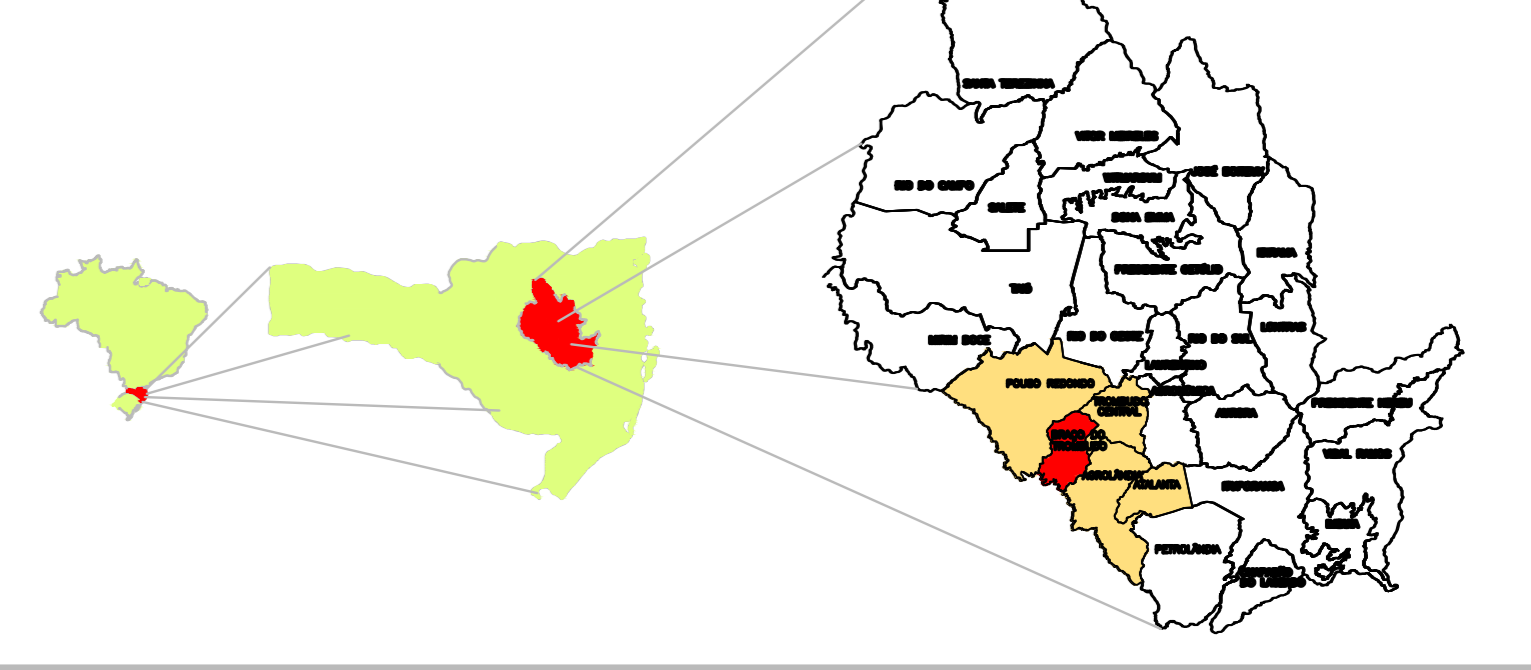 SANTA TEREZINHA
VITOR MEIRELES
JOSÉ BOITEUX
WITMARSUM
RIO DO CAMPO
SALETE
DONA EMMA
IBIRAMA
PRESIDENTE GETÚLIO
TAIÓ
LONTRAS
RIO DO OESTE
RIO DO SUL
MIRIM DOCE
LAURENTINO
POUSO REDONDO
AGRONÔMICA
TROMBUDO
CENTRAL
PRESIDENTE NEREU
AURORA
BRAÇO DO
TROMBUDO
VIDAL RAMOS
AGROLÂNDIA
ATALANTA
ITUPORANGA
IMBUIA
PETROLÂNDIA
DO LAGEADO